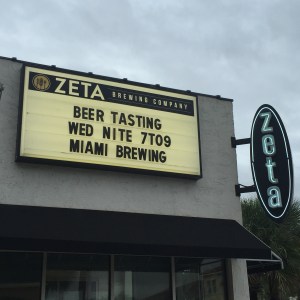 ZETA BREWING COMPANY
BEER TASTING
WED NITE 7TO9
MIAMI BREWING
zeta